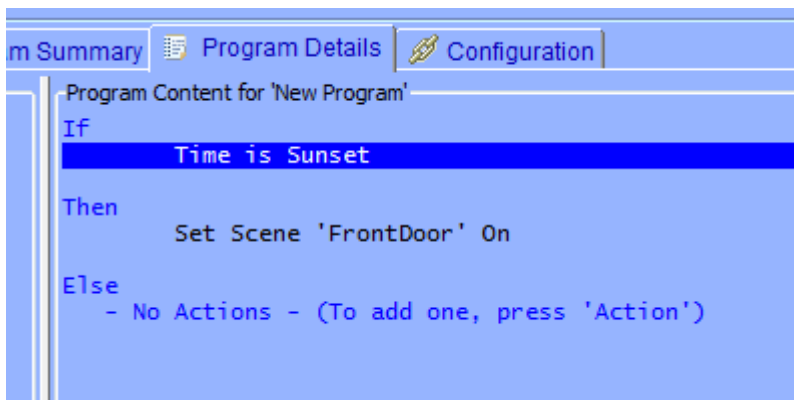 m Summary Program Details Configuration
Program Content for 'New Program'
If
Time is Sunset
Then
Set Scene 'FrontDoor' On
Else
- No Actions - (To add one, press 'Action')